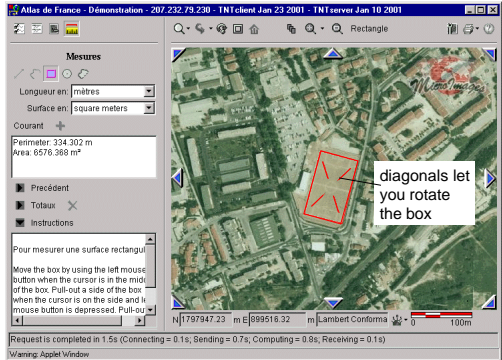 Atlas de France - Démonstration - 207.232.79.230 - TNTclient Jan 23 2001 - TNTserver Jan 10 2001
Rectangle
Mesures
Longueur en: mètres
Surface en: square meters
Courant
Perimeter: 334.302 m
Area: 6576.368 m²
Precédent
Totaux
Instructions
Pour mesurer une surface rectangul
Move the box by using the left mouse
button when the cursor is in the midd
of the box. Pull-out a side of the box
when the cursor is on the side and le
mouse button is depressed. Pull-ou
MicroImages
diagonals let
you rotate
the box
N 1797947.23 m E 899516.32 m Lambert Conforma 0 100m
Request is completed in 1.5s (Connecting = 0.1s; Sending = 0.7s; Computing = 0.8s; Receiving = 0.1s)
Warning: Applet Window